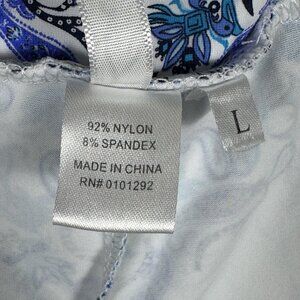 92% NYLON
8% SPANDEX
MADE IN CHINA
RN# 0101292
L